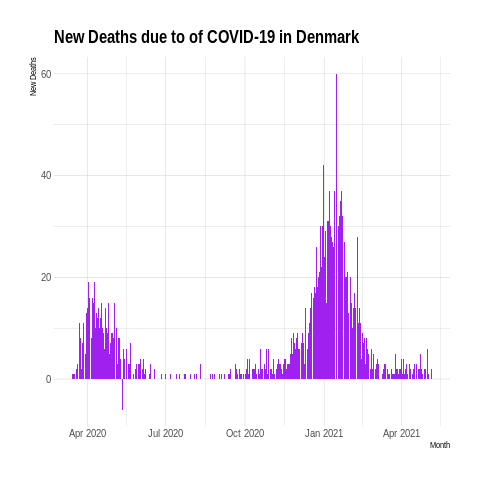 New Deaths due to of COVID-19 in Denmark
New Deaths
60
40
20
0
Apr 2020 Jul 2020 Oct 2020 Jan 2021 Apr 2021
Month